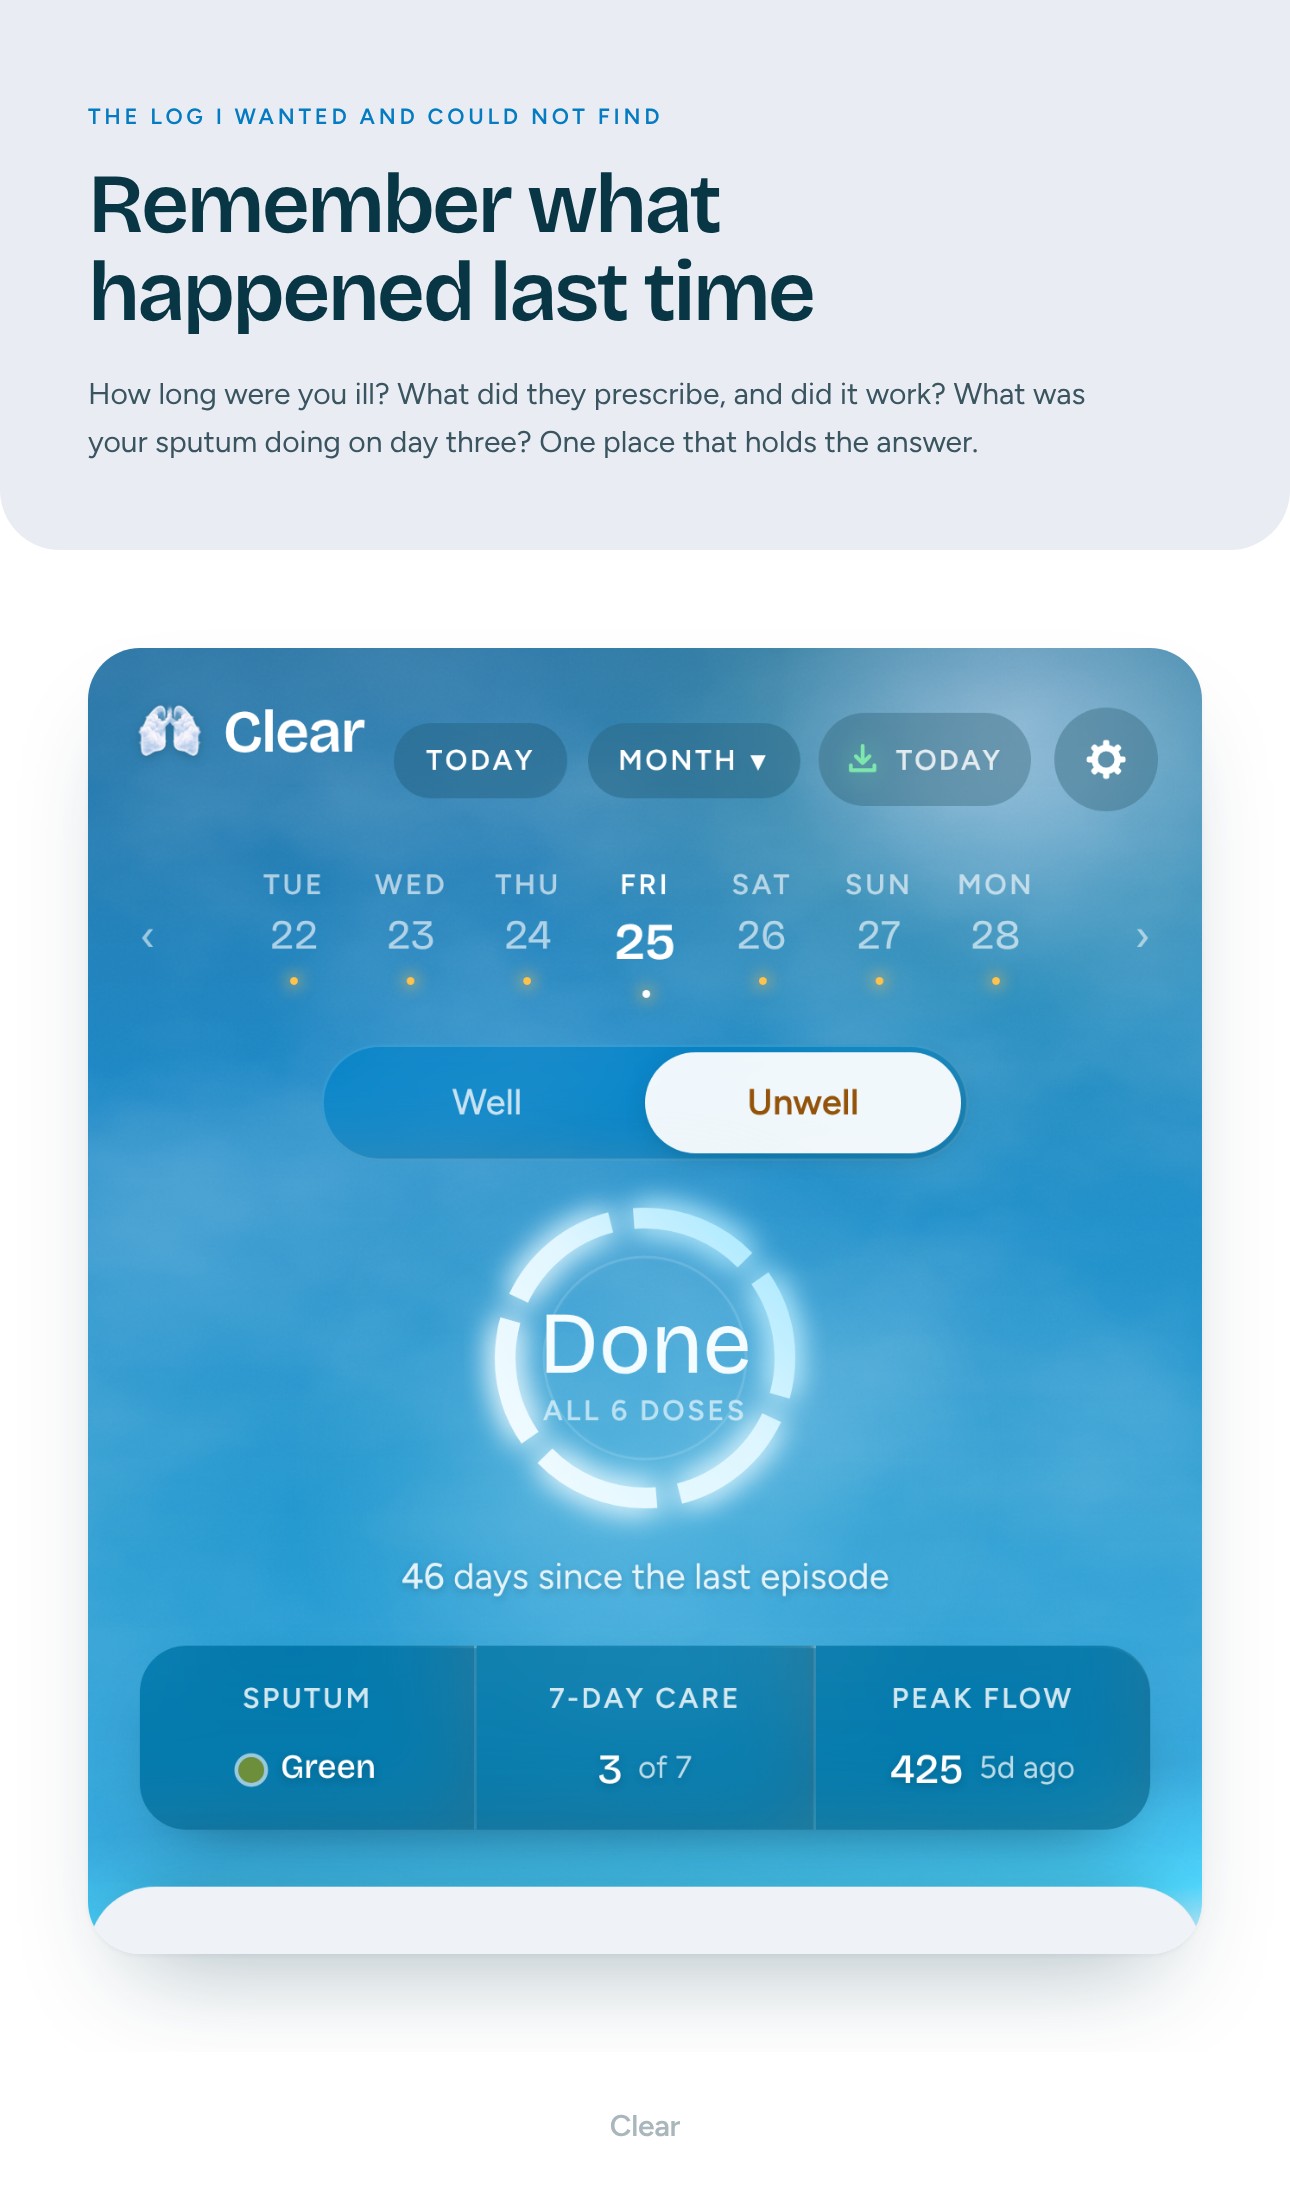 THE LOG I WANTED AND COULD NOT FIND
Remember what
happened last time
How long were you ill? What did they prescribe, and did it work? What was
your sputum doing on day three? One place that holds the answer.
Clear
TODAY
MONTH ▼
TODAY
TUE WED THU FRI SAT SUN MON
‹ 22 23 24 25 26 27 28 ›
Well Unwell
Done
ALL 6 DOSES
46 days since the last episode
SPUTUM 7-DAY CARE PEAK FLOW
Green 3 of 7 425 5d ago
Clear